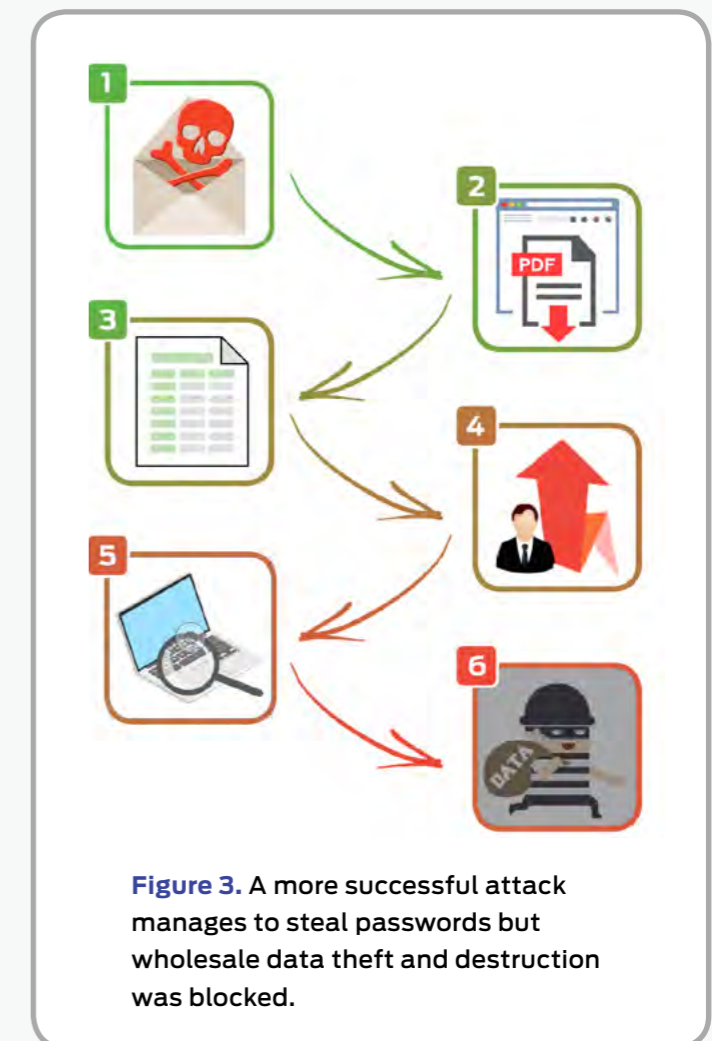 1
2
PDF
3
4
5
6
DATA
Figure 3. A more successful attack
manages to steal passwords but
wholesale data theft and destruction
was blocked.